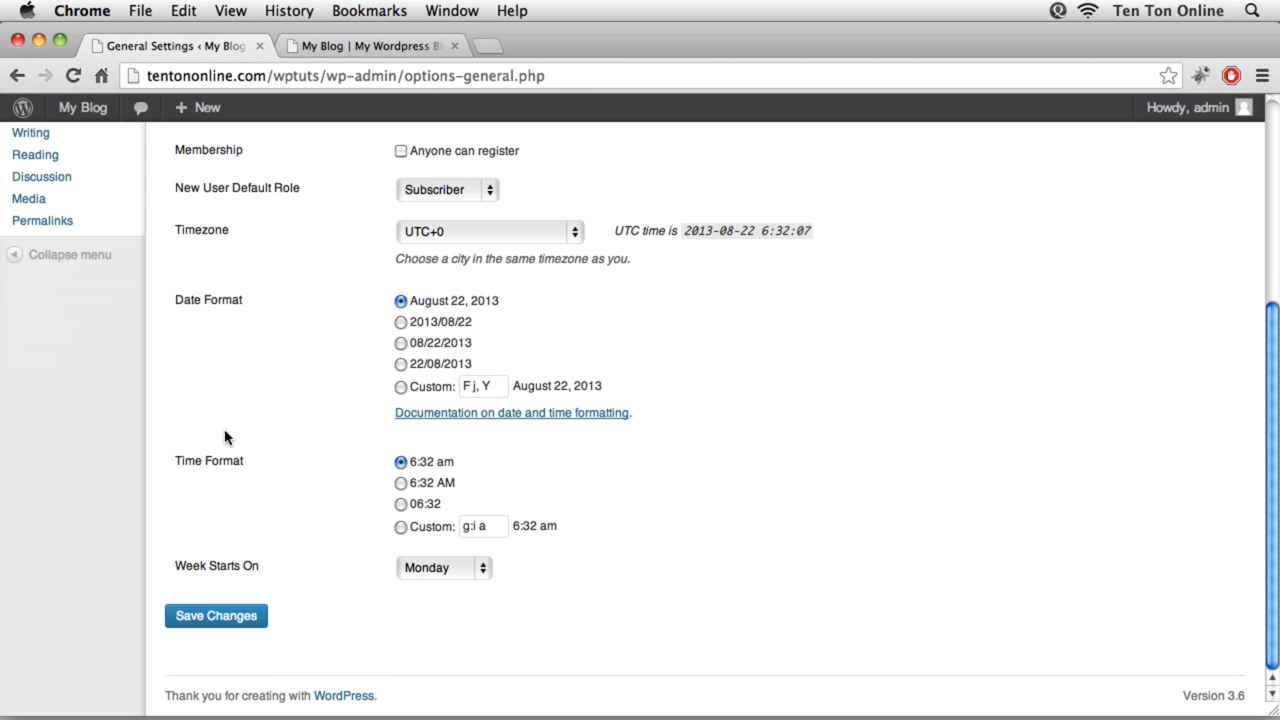 Chrome File Edit View History Bookmarks Window Help Ten Ton Online
General Settings ‹ My Blog My Blog | My Wordpress Bl
tentononline.com/wptuts/wp-admin/options-general.php
My Blog + New Howdy, admin
Writing
Reading
Discussion
Media
Permalinks
Collapse menu
Membership Anyone can register
New User Default Role Subscriber
Timezone UTC+0 UTC time is 2013-08-22 6:32:07
Choose a city in the same timezone as you.
Date Format August 22, 2013
2013/08/22
08/22/2013
22/08/2013
Custom: F j, Y August 22, 2013
Documentation on date and time formatting.
Time Format 6:32 am
6:32 AM
06:32
Custom: g:i a 6:32 am
Week Starts On Monday
Save Changes
Thank you for creating with WordPress. Version 3.6